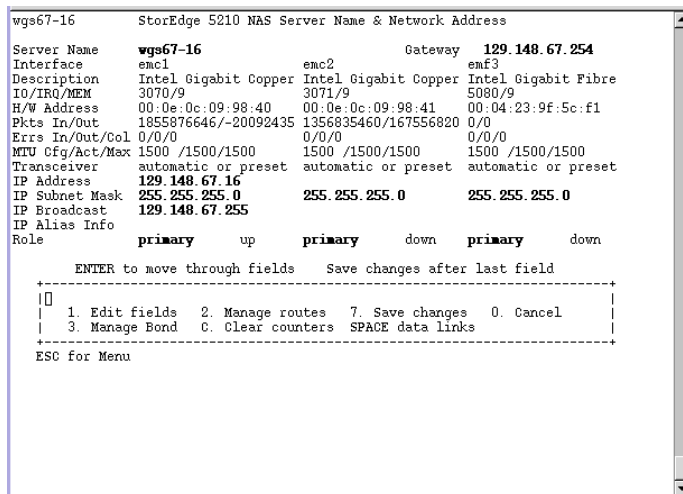 wgs67-16 StorEdge 5210 NAS Server Name & Network Address
Server Name wgs67-16 Gateway 129.148.67.254
Interface emc1 emc2 emf3
Description Intel Gigabit Copper Intel Gigabit Copper Intel Gigabit Fibre
IO/IRQ/MEM 3070/9 3071/9 5080/9
H/W Address 00:0e:0c:09:98:40 00:0e:0c:09:98:41 00:04:23:9f:5c:f1
Pkts In/Out 1855876646/-20092435 1356835460/167556820 0/0
Errs In/Out/Col 0/0/0 0/0/0 0/0/0
MTU Cfg/Act/Max 1500 /1500/1500 1500 /1500/1500 1500 /1500/1500
Transceiver automatic or preset automatic or preset automatic or preset
IP Address 129.148.67.16
IP Subnet Mask 255.255.255.0 255.255.255.0 255.255.255.0
IP Broadcast 129.148.67.255
IP Alias Info
Role primary up primary down primary down
ENTER to move through fields Save changes after last field
1. Edit fields 2. Manage routes 7. Save changes 0. Cancel
3. Manage Bond C. Clear counters SPACE data links
ESC for Menu